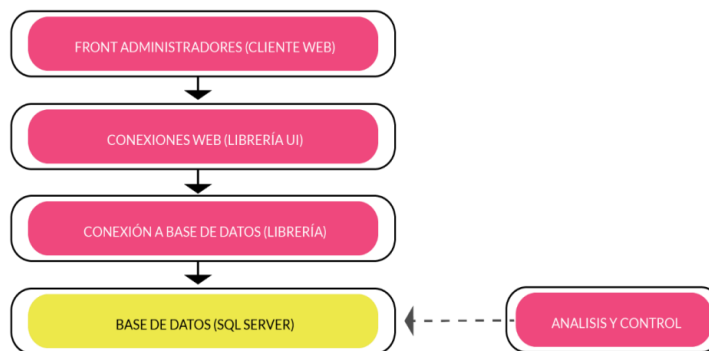 FRONT ADMINISTRADORES (CLIENTE WEB)
CONEXIONES WEB (LIBRERÍA UI)
CONEXIÓN A BASE DE DATOS (LIBRERÍA)
BASE DE DATOS (SQL SERVER)
ANALISIS Y CONTROL